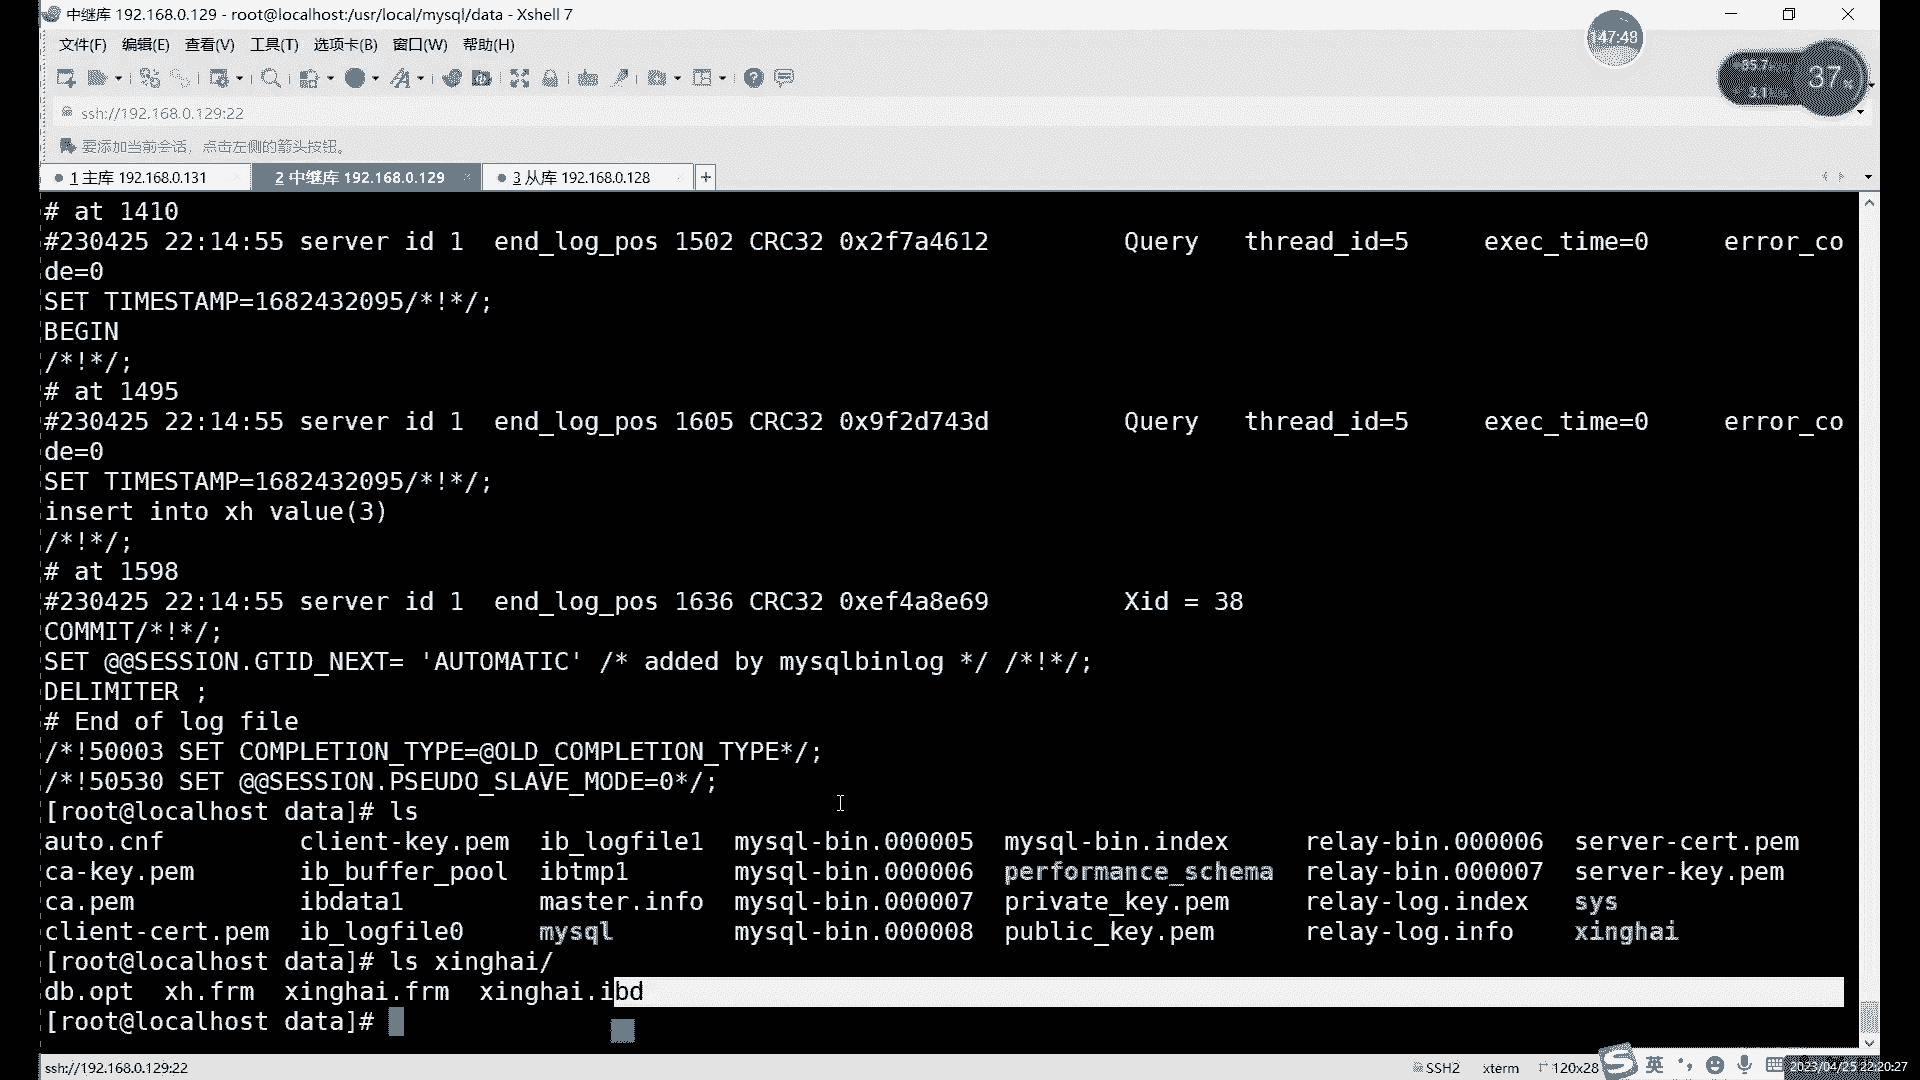 中继库 192.168.0.129 - root@localhost:/usr/local/mysql/data - Xshell 7
文件(F) 编辑(E) 查看(V) 工具(T) 选项卡(B) 窗口(W) 帮助(H)
147:48
37
3.1
ssh://192.168.0.129:22
要添加当前会话，点击左侧的箭头按钮。
1 主库 192.168.0.131
2 中继库 192.168.0.129
3 从库 192.168.0.128
# at 1410
#230425 22:14:55 server id 1  end_log_pos 1502 CRC32 0x2f7a4612         Query   thread_id=5     exec_time=0     error_co
de=0
SET TIMESTAMP=1682432095/*!*/;
BEGIN
/*!*/;
# at 1495
#230425 22:14:55 server id 1  end_log_pos 1605 CRC32 0x9f2d743d         Query   thread_id=5     exec_time=0     error_co
de=0
SET TIMESTAMP=1682432095/*!*/;
insert into xh value(3)
/*!*/;
# at 1598
#230425 22:14:55 server id 1  end_log_pos 1636 CRC32 0xef4a8e69         Xid = 38
COMMIT/*!*/;
SET @@SESSION.GTID_NEXT= 'AUTOMATIC' /* added by mysqlbinlog */ /*!*/;
DELIMITER ;
# End of log file
/*!50003 SET COMPLETION_TYPE=@OLD_COMPLETION_TYPE*/;
/*!50530 SET @@SESSION.PSEUDO_SLAVE_MODE=0*/;
[root@localhost data]# ls
auto.cnf         client-key.pem  ib_logfile1  mysql-bin.000005  mysql-bin.index     relay-bin.000006  server-cert.pem
ca-key.pem       ib_buffer_pool  ibtmp1       mysql-bin.000006  performance_schema  relay-bin.000007  server-key.pem
ca.pem           ibdata1         master.info  mysql-bin.000007  private_key.pem     relay-log.index   sys
client-cert.pem  ib_logfile0     mysql        mysql-bin.000008  public_key.pem      relay-log.info    xinghai
[root@localhost data]# ls xinghai/
db.opt  xh.frm  xinghai.frm  xinghai.ibd
[root@localhost data]#
ssh://192.168.0.129:22
SSH2
xterm
120x28
英
2023/04/25 22:20:27